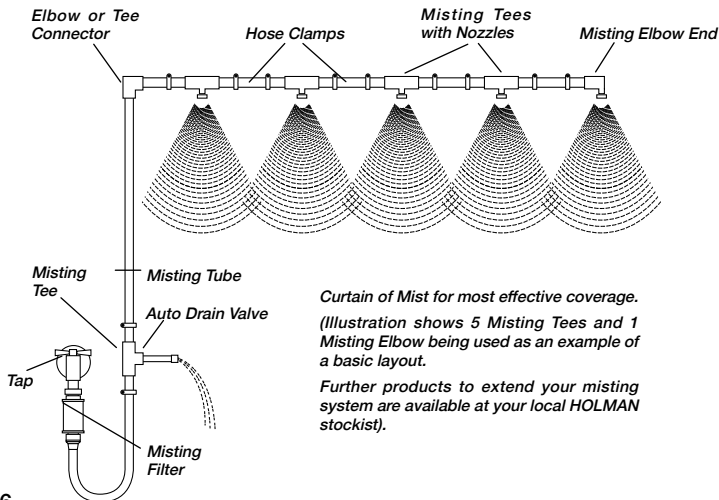 Elbow or Tee
Connector
Hose Clamps
Misting Tees
with Nozzles
Misting Elbow End
Misting
Tee
Misting Tube
Auto Drain Valve
Tap
Misting
Filter
Curtain of Mist for most effective coverage.
(Illustration shows 5 Misting Tees and 1
Misting Elbow being used as an example of
a basic layout.
Further products to extend your misting
system are available at your local HOLMAN
stockist).